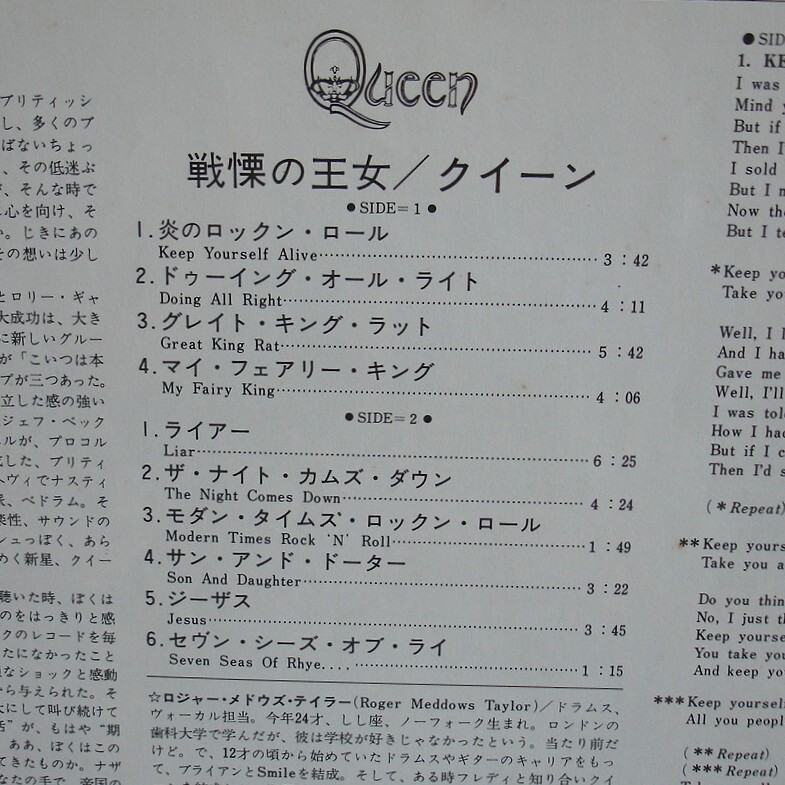 ブリティッシ
し、多くのブ
ばないちょっ
、その低迷ぶ
、そんな時で
心を向け、そ
。じきにあの
その想いは少し
とロリー・ギャ
大成功は、大き
に新しいグルー
が「こいつは本
プが三つあった。
立した感の強い
ジェフ・ベック
ルが、プロコル
した、ブリティ
ヘヴィでナスティ
、ベドラム。そ
楽性、サウンドの
シュっぽく、あら
めく新星、クイー
聴いた時、ぼくは
のをはっきりと感
クのレコードを毎
たになかったこと
なショックと感動
から与えられた。そ
にして叫び続けて
”が、もはや“期
ああ、ぼくはこの
てきたものか。ナザ
なたの手で、帝国の
Queen
戦慄の王女/クイーン
●SIDE=1●
1.炎のロックン・ロール
Keep Yourself Alive 3:42
2.ドゥーイング・オール・ライト
Doing All Right 4:11
3.グレイト・キング・ラット
Great King Rat 5:42
4.マイ・フェアリー・キング
My Fairy King 4:06
●SIDE=2●
1.ライアー
Liar 6:25
2.ザ・ナイト・カムズ・ダウン
The Night Comes Down 4:24
3.モダン・タイムズ・ロックン・ロール
Modern Times Rock 'N' Roll 1:49
4.サン・アンド・ドーター
Son And Daughter 3:22
5.ジーザス
Jesus 3:45
6.セヴン・シーズ・オブ・ライ
Seven Seas Of Rhye.... 1:15
☆ロジャー・メドウズ・テイラー(Roger Meddows Taylor)/ドラムス、
ヴォーカル担当。今年24才、しし座、ノーフォーク生まれ。ロンドンの
歯科大学で学んだが、彼は学校が好きじゃなかったという。当たり前だ
けど。で、12才の頃から始めていたドラムスやギターのキャリアをもっ
て、ブライアンとSmileを結成。そして、ある時フレディと知り合いクイ
●SID
1. KE
I was
Mind y
But if
Then I'
I sold
But I m
Now the
But I te
*Keep yo
Take yo
Well, I l
And I ha
Gave me
Well, I'll
I was tol
How I had
But if I c
Then I'd s
(* Repeat)
**Keep yours
Take you a
Do you thin
No, I just th
Keep yourse
You take you
And keep yo
***Keep yoursel
All you peopl
(** Repeat)
(*** Repeat)